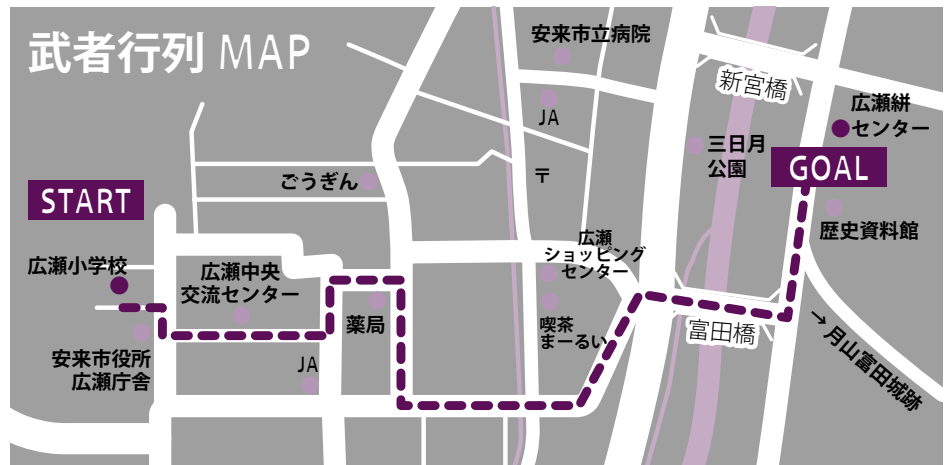 武者行列 MAP
安来市立病院
JA
新宮橋
広瀬絣
センター
三日月
公園
GOAL
歴史資料館
ごうぎん
〒
START
広瀬小学校
広瀬中央
交流センター
広瀬
ショッピング
センター
薬局
喫茶
まーるい
富田橋
→月山富田城跡
安来市役所
広瀬庁舎
JA